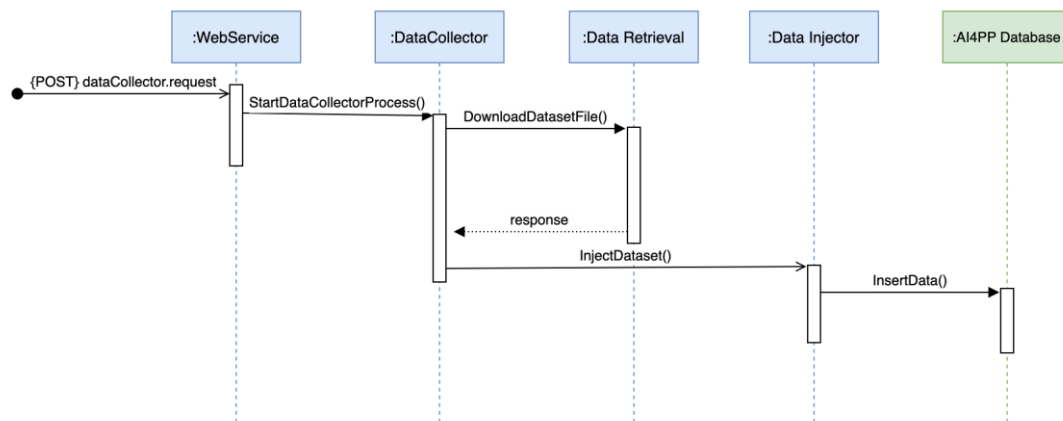 :WebService
:DataCollector
:Data Retrieval
:Data Injector
:AI4PP Database
{POST} dataCollector.request
StartDataCollectorProcess()
DownloadDatasetFile()
response
InjectDataset()
InsertData()